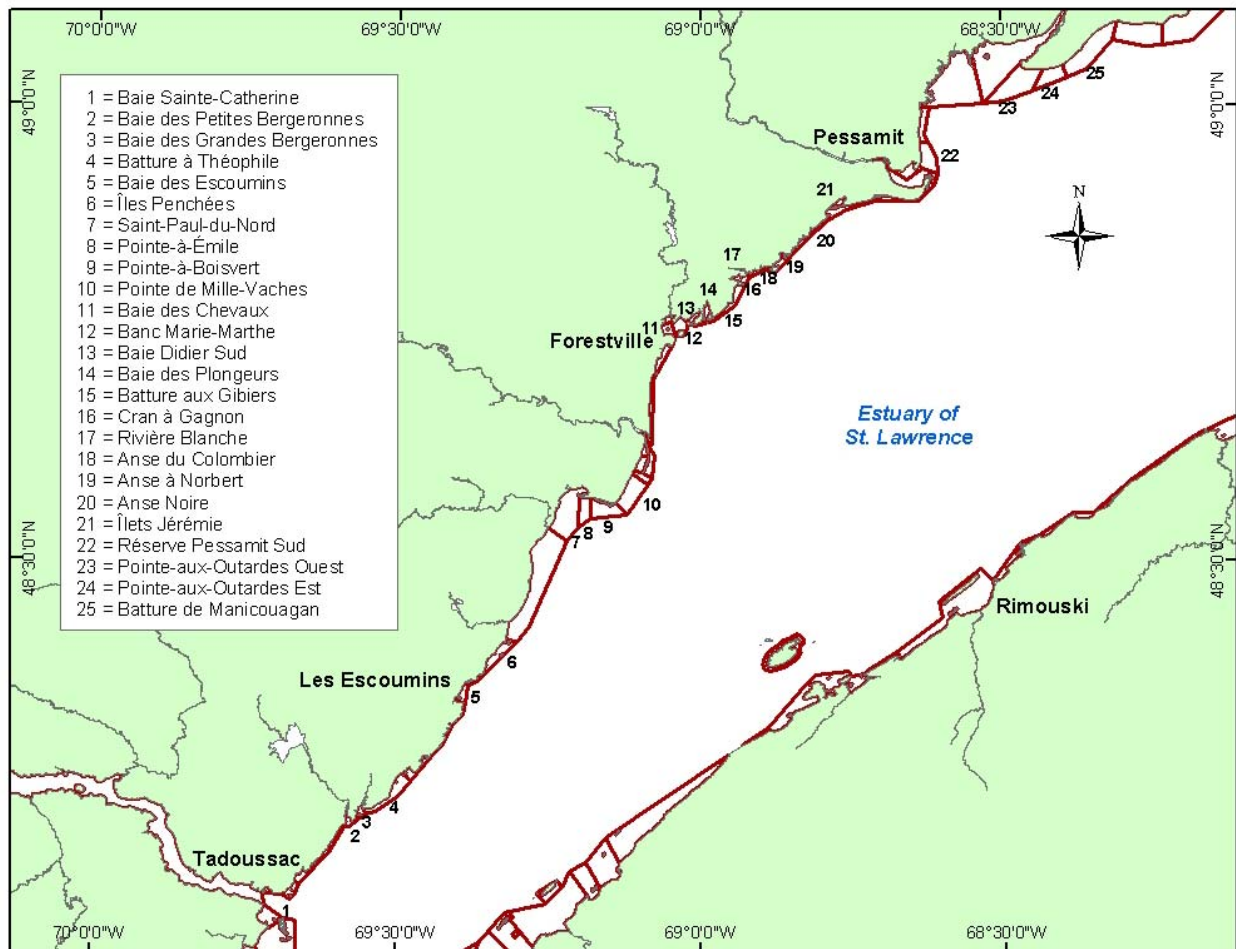 70°0'0"W
69°30'0"W
69°0'0"W
68°30'0"W
49°0'0"N
49°0'0"N
1 = Baie Sainte-Catherine
2 = Baie des Petites Bergeronnes
3 = Baie des Grandes Bergeronnes
4 = Batture à Théophile
5 = Baie des Escoumins
6 = Îles Penchées
7 = Saint-Paul-du-Nord
8 = Pointe-à-Émile
9 = Pointe-à-Boisvert
10 = Pointe de Mille-Vaches
11 = Baie des Chevaux
12 = Banc Marie-Marthe
13 = Baie Didier Sud
14 = Baie des Plongeurs
15 = Batture aux Gibiers
16 = Cran à Gagnon
17 = Rivière Blanche
18 = Anse du Colombier
19 = Anse à Norbert
20 = Anse Noire
21 = Îlets Jérémie
22 = Réserve Pessamit Sud
23 = Pointe-aux-Outardes Ouest
24 = Pointe-aux-Outardes Est
25 = Batture de Manicouagan
25
24
23
Pessamit
22
21
20
N
19
17
18
16
14
13
15
11
12
Forestville
Estuary of
St. Lawrence
10
9
8
7
48°30'0"N
48°30'0"N
Rimouski
6
Les Escoumins
5
4
3
2
Tadoussac
1
70°0'0"W
69°30'0"W
69°0'0"W
68°30'0"W